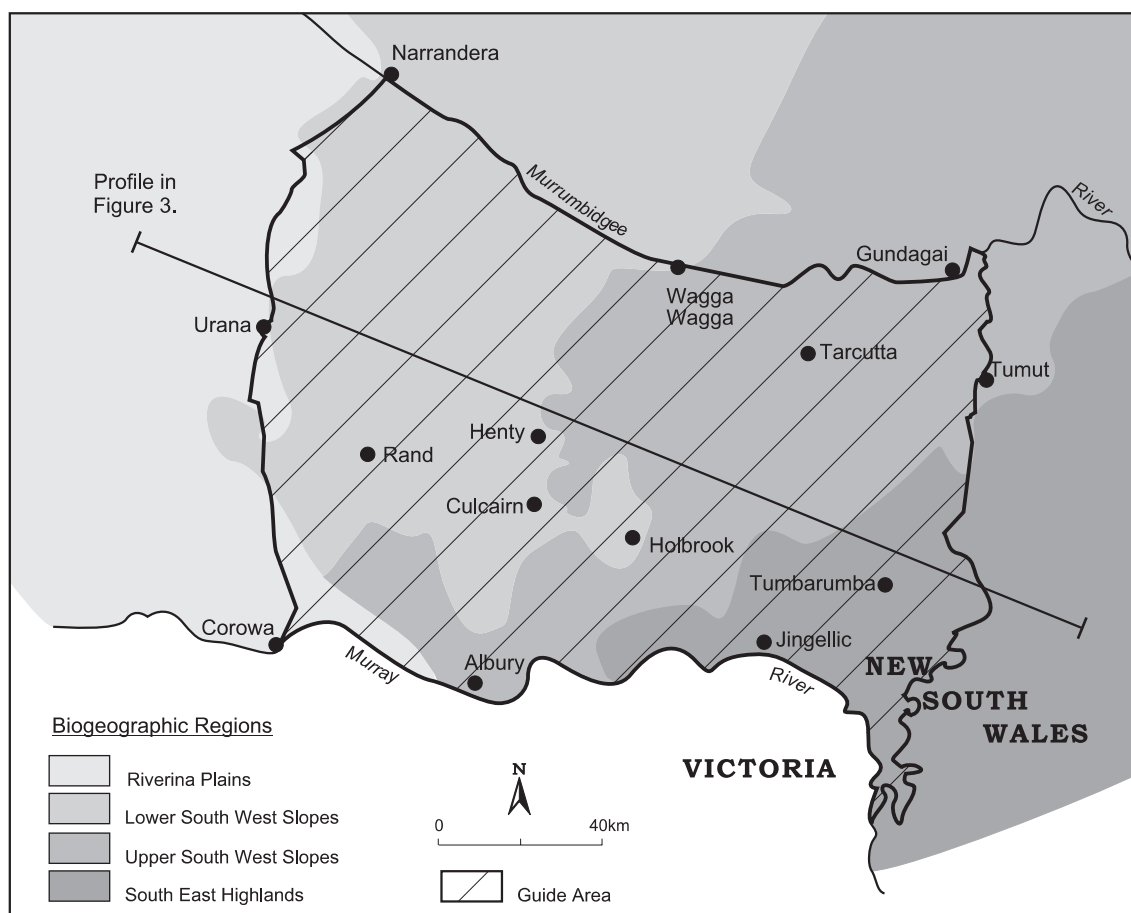 Narrandera
Profile in
Figure 3.
Murrumbidgee
River
Gundagai
Wagga
Wagga
Urana
Tarcutta
Tumut
Henty
Rand
Culcairn
Holbrook
Tumbarumba
Corowa
Jingellic
Murray
Albury
River
NEW
SOUTH
WALES
VICTORIA
Biogeographic Regions
Riverina Plains
Lower South West Slopes
Upper South West Slopes
South East Highlands
N
0 40km
Guide Area